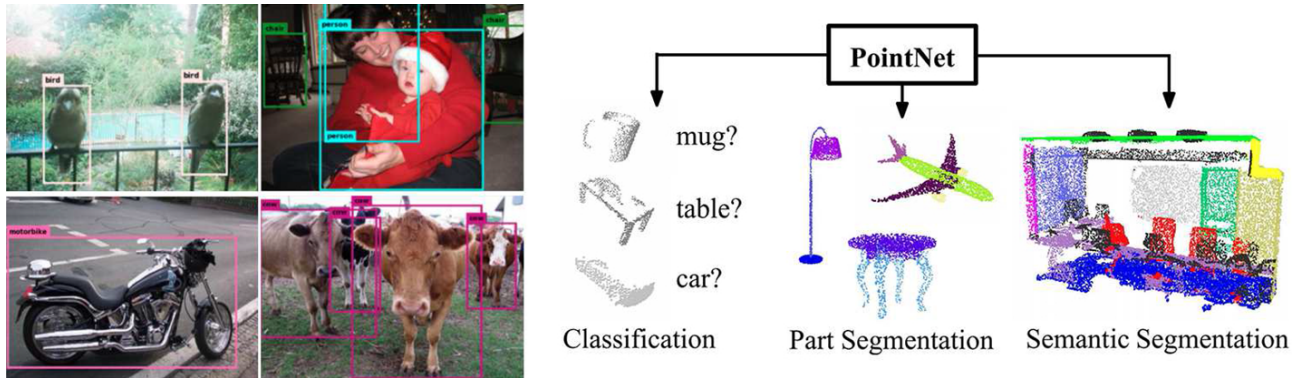 bird
bird
chair
person
chair
person
motorbike
cow
cow
cow
cow
PointNet
mug?
table?
car?
Classification
Part Segmentation
Semantic Segmentation